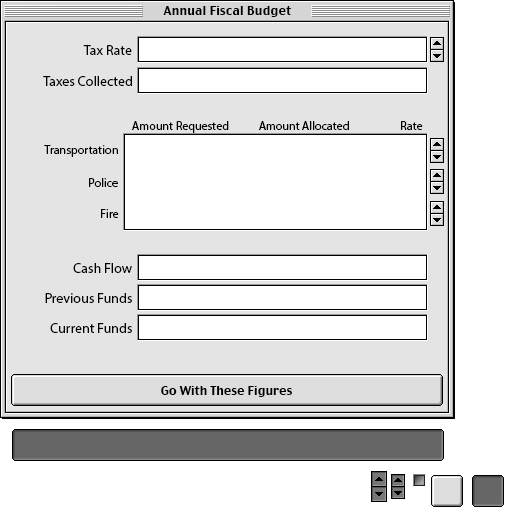 Annual Fiscal Budget
Tax Rate
Taxes Collected
Amount Requested Amount Allocated Rate
Transportation
Police
Fire
Cash Flow
Previous Funds
Current Funds
Go With These Figures